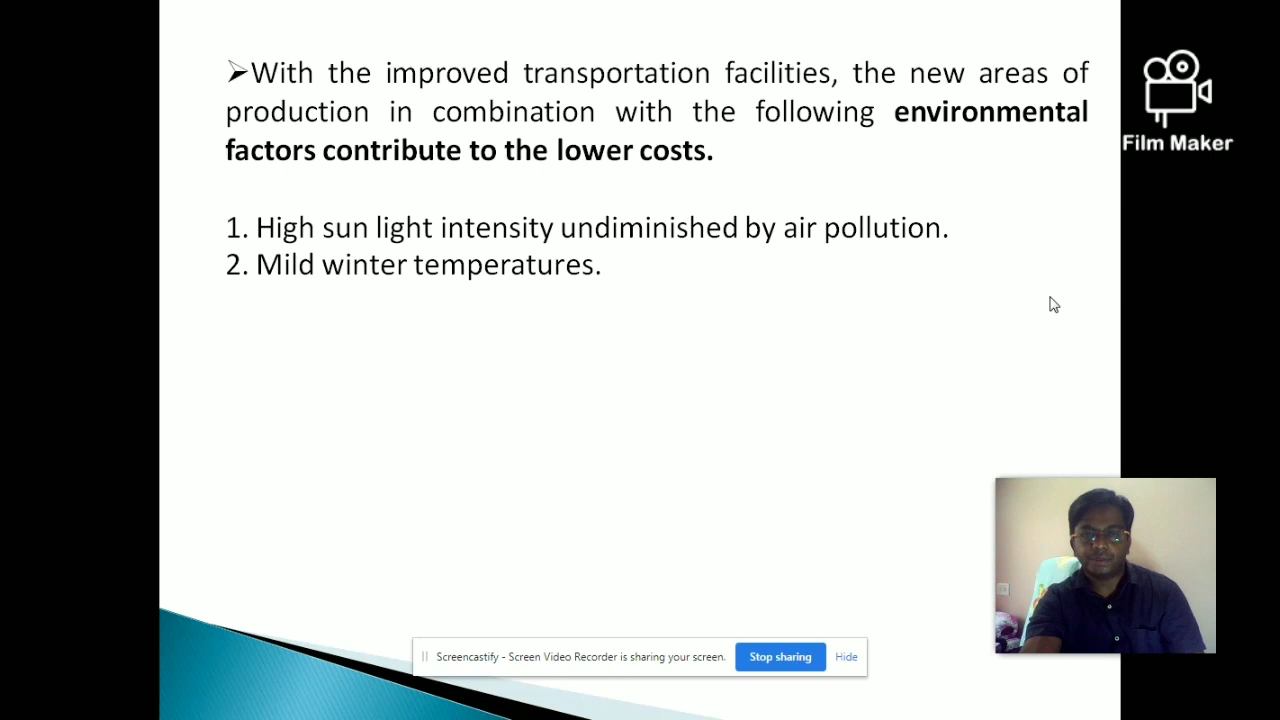 ➢With the improved transportation facilities, the new areas of
production in combination with the following environmental
factors contribute to the lower costs.
1. High sun light intensity undiminished by air pollution.
2. Mild winter temperatures.
Film Maker
Screencastify - Screen Video Recorder is sharing your screen.
Stop sharing
Hide